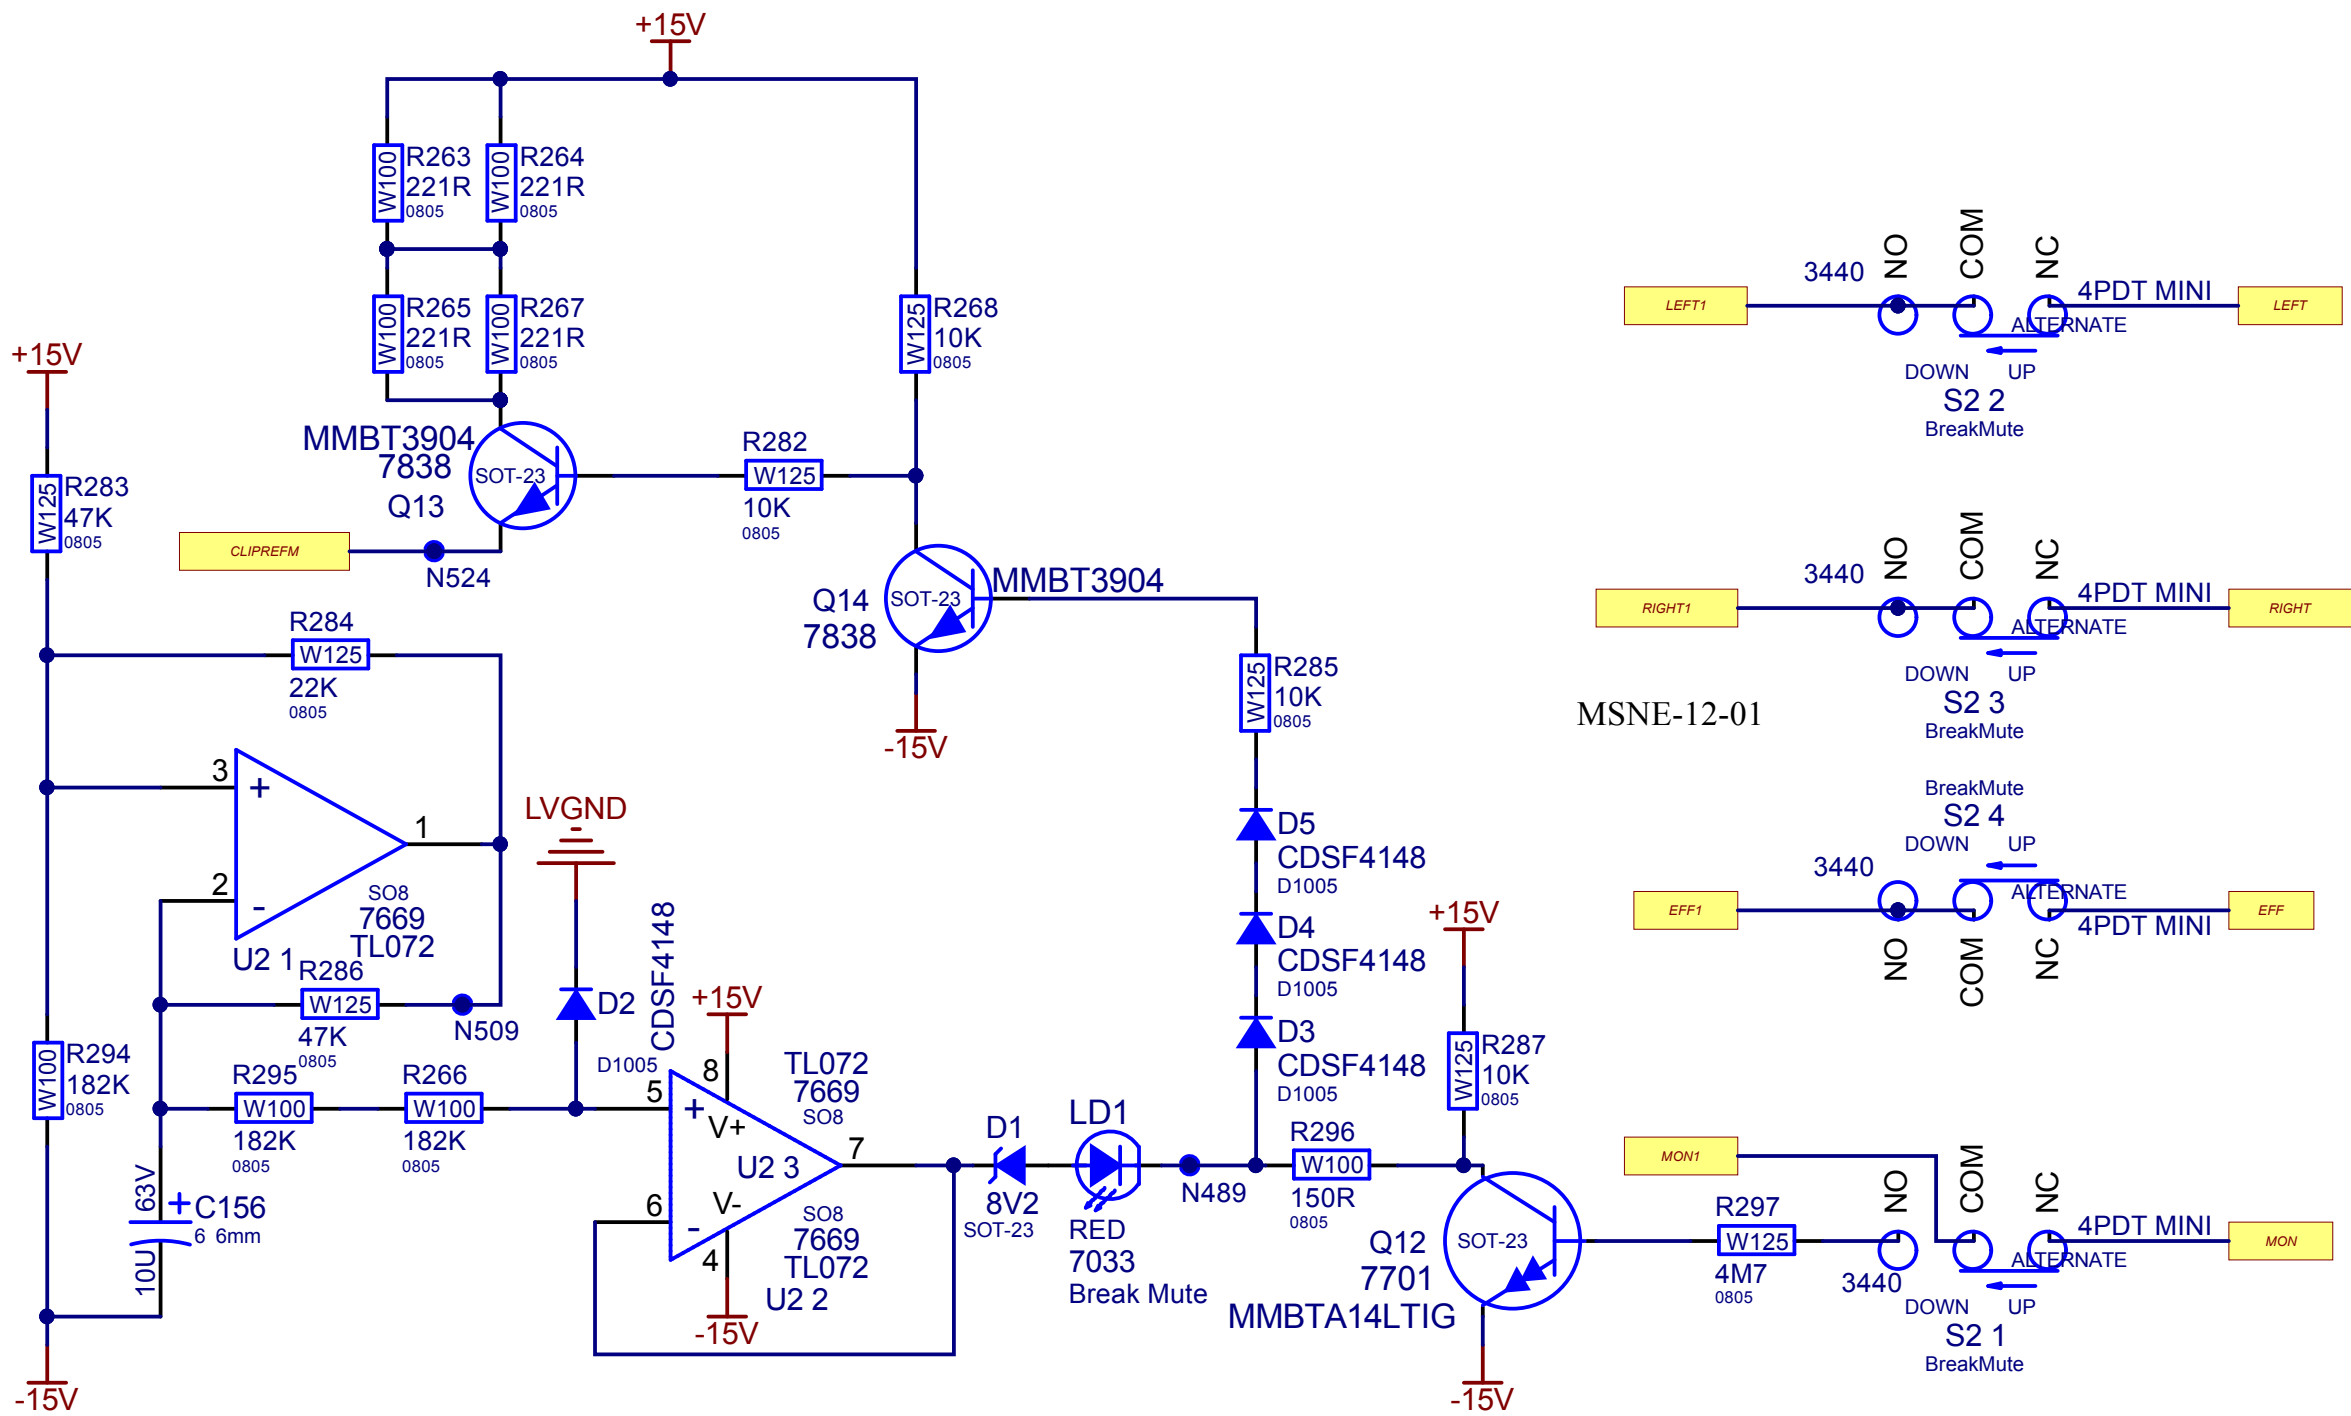 +15V
R263
221R
0805
W100
R264
221R
0805
W100
R265
221R
0805
W100
R267
221R
0805
W100
R268
10K
0805
W125
+15V
R283
47K
0805
W125
MMBT3904
7838
Q13
SOT-23
CLIPREFM
N524
R282
W125
10K
0805
MMBT3904
Q14
7838
SOT-23
-15V
R284
W125
22K
0805
3
+
2
-
1
SO8
7669
TL072
U2 1
R286
W125
47K
0805
N509
LVGND
D2
CDSF4148
D1005
R294
182K
0805
W100
R295
W100
182K
0805
R266
W100
182K
0805
63V
+
C156
6 6mm
10U
-15V
+15V
8
5
+
V+
TL072
7669
SO8
U2 3
7
6
-
V-
4
SO8
7669
TL072
U2 2
-15V
D1
8V2
SOT-23
LD1
RED
7033
Break Mute
N489
R285
10K
0805
W125
D5
CDSF4148
D1005
D4
CDSF4148
D1005
D3
CDSF4148
D1005
R296
W100
150R
0805
+15V
R287
10K
0805
W125
Q12
7701
MMBTA14LTIG
SOT-23
-15V
R297
W125
4M7
0805
LEFT1
3440
NO
COM
NC
4PDT MINI
ALTERNATE
LEFT
DOWN UP
S2 2
BreakMute
RIGHT1
3440
NO
COM
NC
4PDT MINI
ALTERNATE
RIGHT
DOWN UP
S2 3
BreakMute
MSNE-12-01
BreakMute
S2 4
DOWN UP
3440
EFF1
ALTERNATE
4PDT MINI
EFF
NO
COM
NC
MON1
NO
COM
NC
4PDT MINI
ALTERNATE
MON
3440
DOWN UP
S2 1
BreakMute